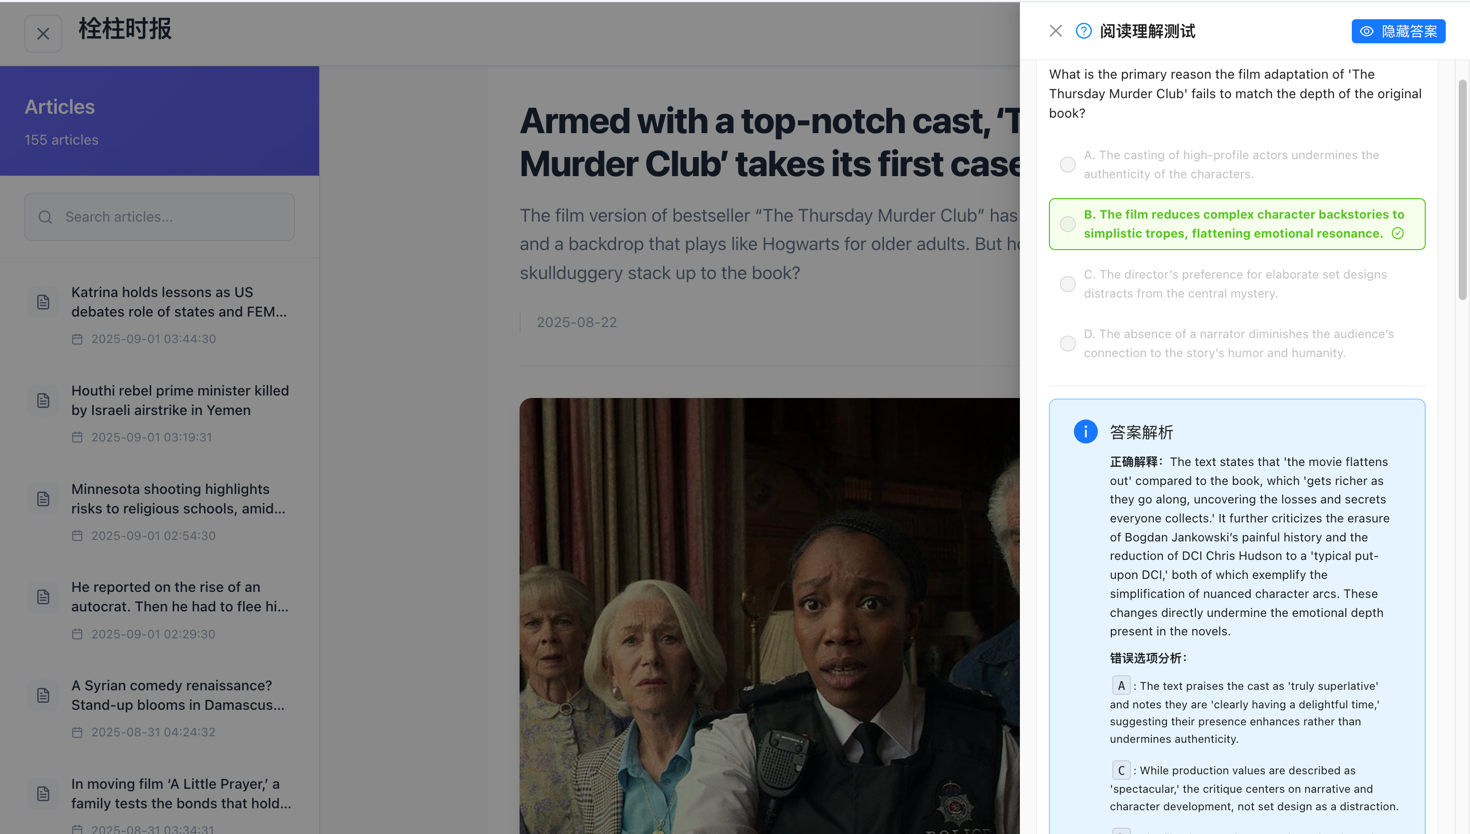 栓柱时报
Articles
155 articles
Search articles...
Katrina holds lessons as US
debates role of states and FEM...
2025-09-01 03:44:30
Houthi rebel prime minister killed
by Israeli airstrike in Yemen
2025-09-01 03:19:31
Minnesota shooting highlights
risks to religious schools, amid...
2025-09-01 02:54:30
He reported on the rise of an
autocrat. Then he had to flee hi...
2025-09-01 02:29:30
A Syrian comedy renaissance?
Stand-up blooms in Damascus...
2025-08-31 04:24:32
In moving film ‘A Little Prayer,’ a
family tests the bonds that hold...
2025-08-31 03:34:31
Armed with a top-notch cast, ‘T
Murder Club’ takes its first case
The film version of bestseller “The Thursday Murder Club” has
and a backdrop that plays like Hogwarts for older adults. But ho
skullduggery stack up to the book?
2025-08-22
POLICE
阅读理解测试
隐藏答案
What is the primary reason the film adaptation of 'The
Thursday Murder Club' fails to match the depth of the original
book?
A. The casting of high-profile actors undermines the
authenticity of the characters.
B. The film reduces complex character backstories to
simplistic tropes, flattening emotional resonance.
C. The director's preference for elaborate set designs
distracts from the central mystery.
D. The absence of a narrator diminishes the audience's
connection to the story's humor and humanity.
答案解析
正确解释：The text states that 'the movie flattens
out' compared to the book, which 'gets richer as
they go along, uncovering the losses and secrets
everyone collects.' It further criticizes the erasure
of Bogdan Jankowski's painful history and the
reduction of DCI Chris Hudson to a 'typical put-
upon DCI,' both of which exemplify the
simplification of nuanced character arcs. These
changes directly undermine the emotional depth
present in the novels.
错误选项分析：
A : The text praises the cast as 'truly superlative'
and notes they are 'clearly having a delightful time,'
suggesting their presence enhances rather than
undermines authenticity.
C : While production values are described as
'spectacular,' the critique centers on narrative and
character development, not set design as a distraction.